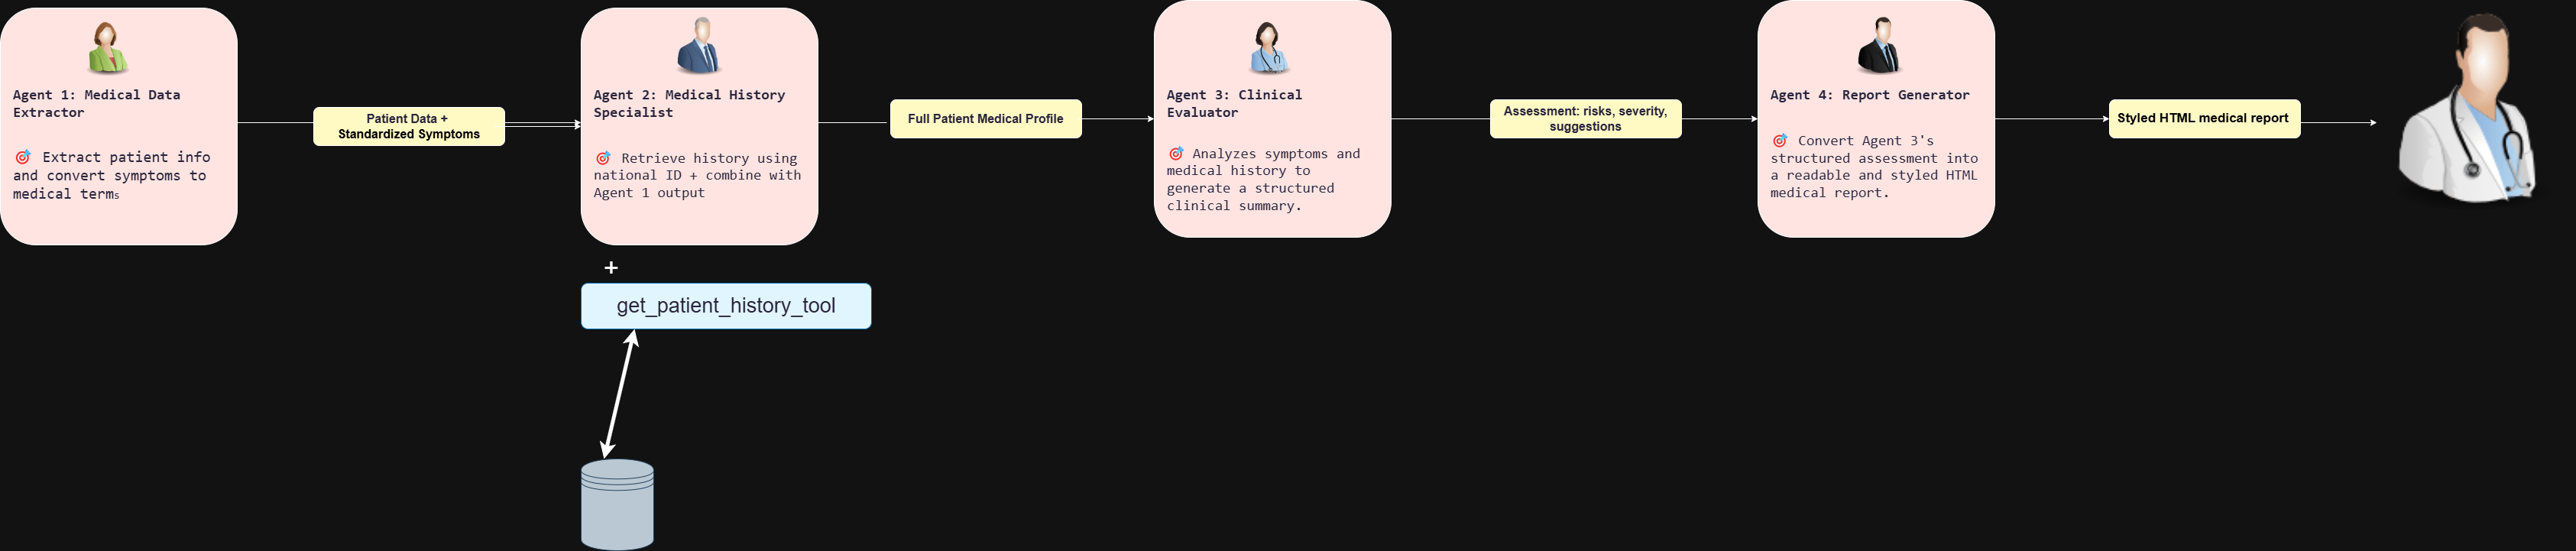 Agent 1: Medical Data
Extractor
🎯 Extract patient info
and convert symptoms to
medical terms
Patient Data +
Standardized Symptoms
Agent 2: Medical History
Specialist
🎯 Retrieve history using
national ID + combine with
Agent 1 output
+
get_patient_history_tool
Full Patient Medical Profile
Agent 3: Clinical
Evaluator
🎯 Analyzes symptoms and
medical history to
generate a structured
clinical summary.
Assessment: risks, severity,
suggestions
Agent 4: Report Generator
🎯 Convert Agent 3's
structured assessment into
a readable and styled HTML
medical report.
Styled HTML medical report